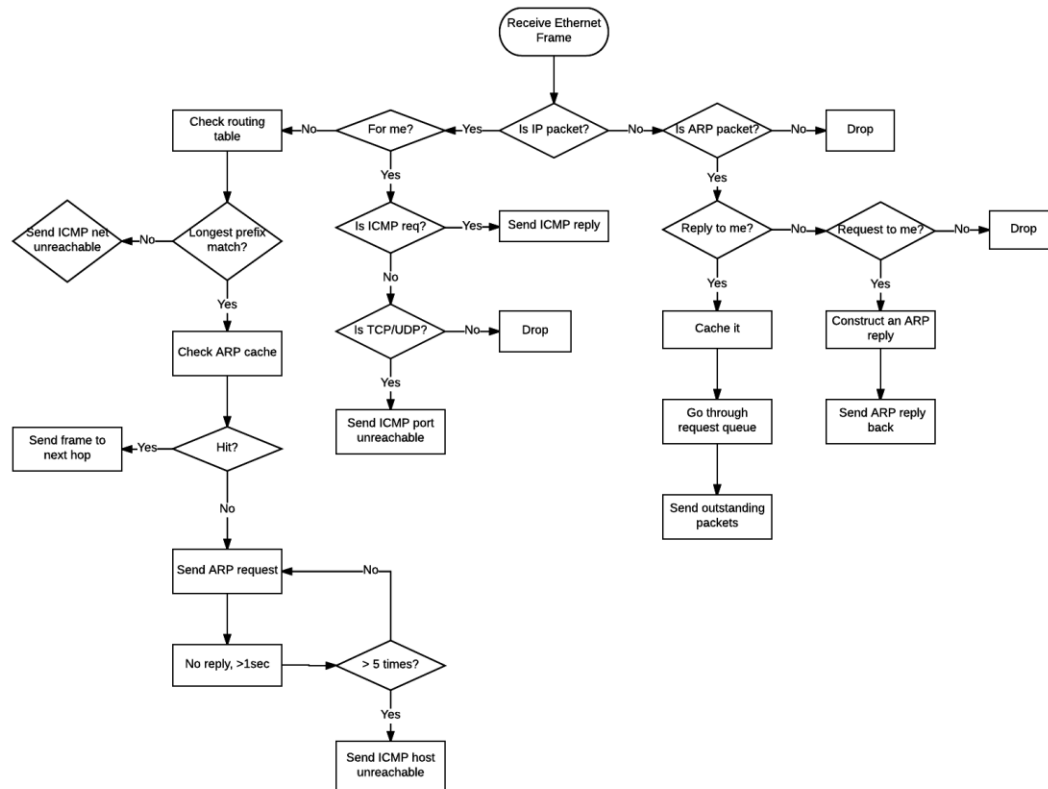 Receive Ethernet
Frame
Check routing
table
No
For me?
Yes
Is IP packet?
No
Is ARP packet?
No
Drop
Yes
Yes
Send ICMP net
unreachable
No
Longest prefix
match?
Is ICMP req?
Yes
Send ICMP reply
Reply to me?
No
Request to me?
No
Drop
Yes
No
Yes
Yes
Check ARP cache
Is TCP/UDP?
No
Drop
Cache it
Construct an ARP
reply
Yes
Send frame to
next hop
Yes
Hit?
Send ICMP port
unreachable
Go through
request queue
Send ARP reply
back
No
Send outstanding
packets
Send ARP request
No
No reply, >1sec
> 5 times?
Yes
Send ICMP host
unreachable